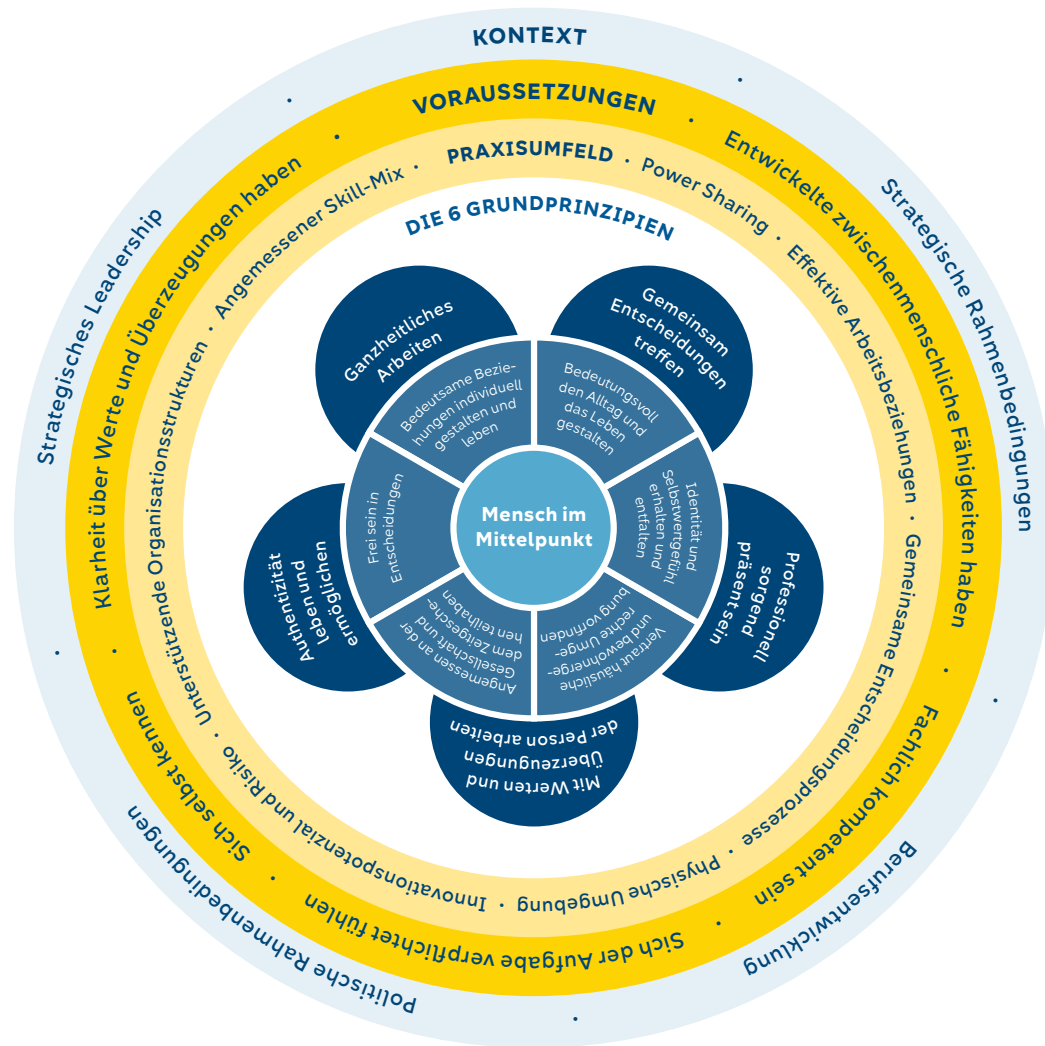 KONTEXT
Strategische Rahmenbedingungen
Berufsentwicklung
Politische Rahmenbedingungen
Strategisches Leadership
VORAUSSETZUNGEN
Entwickelte zwischenmenschliche Fähigkeiten haben
Fachlich kompetent sein
Sich der Aufgabe verpflichtet fühlen
Sich selbst kennen
Klarheit über Werte und Überzeugungen haben
PRAXISUMFELD
Power Sharing
Effektive Arbeitsbeziehungen
Gemeinsame Entscheidungsprozesse
Physische Umgebung
Innovationspotenzial und Risiko
Unterstützende Organisationsstrukturen
Angemessener Skill-Mix
DIE 6 GRUNDPRINZIPIEN
Gemeinsam
Entscheidungen
treffen
Professionell
sorgend
präsent sein
Mit Werten und
Überzeugungen
der Person arbeiten
Authentizität
leben und
ermöglichen
Ganzheitliches
Arbeiten
Bedeutungsvoll
den Alltag und
das Leben
gestalten
Identität und
Selbstwertgefühl
erhalten und
entfalten
Vertraut häusliche
und bewohnerge-
rechte Umge-
bung vorfinden
Angemessen an der
Gesellschaft und
dem Zeitgesche-
hen teilhaben
Frei sein in
Entscheidungen
Bedeutsame Bezie-
hungen individuell
gestalten und
leben
Mensch im
Mittelpunkt